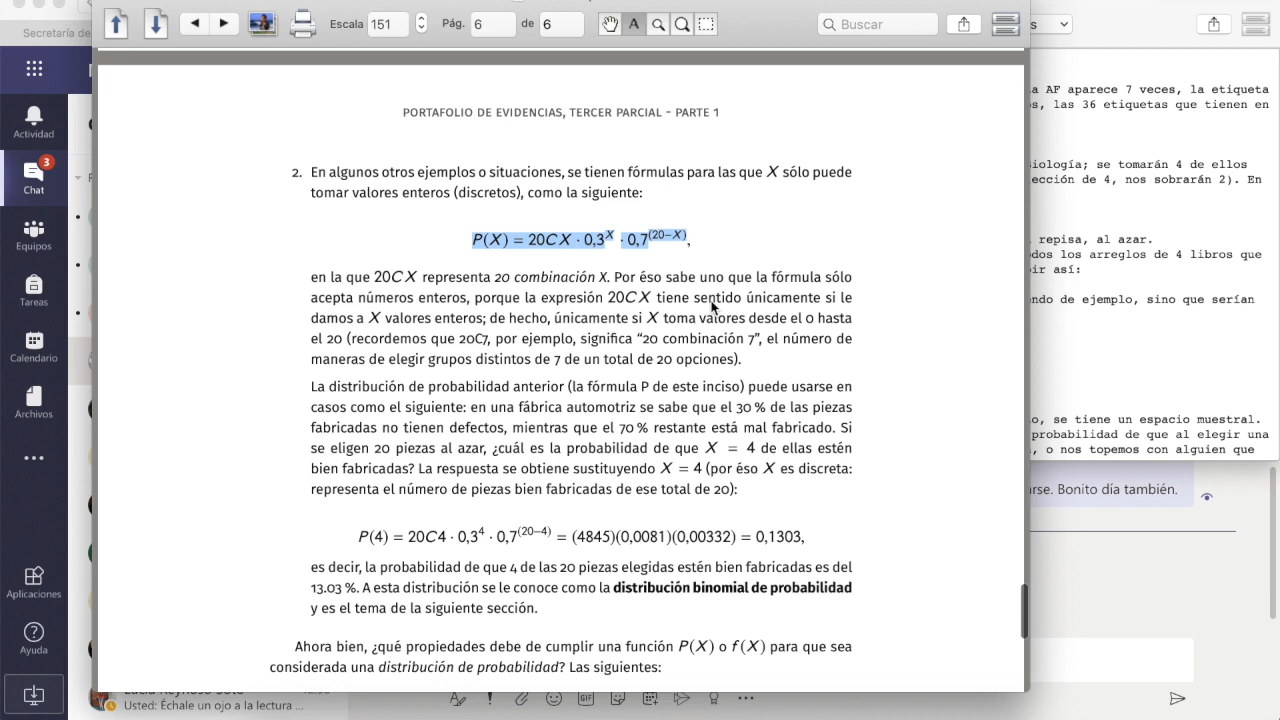 Escala 151 Pág. 6 de 6 A Buscar
Secretaría de
Actividad
3
Chat
Equipos
Tareas
Calendario
Archivos
Aplicaciones
Ayuda
PORTAFOLIO DE EVIDENCIAS, TERCER PARCIAL - PARTE 1
2. En algunos otros ejemplos o situaciones, se tienen fórmulas para las que X sólo puede
tomar valores enteros (discretos), como la siguiente:
P(X) = 20CX · 0,3^X · 0,7^(20−X),
en la que 20CX representa 20 combinación X. Por éso sabe uno que la fórmula sólo
acepta números enteros, porque la expresión 20CX tiene sentido únicamente si le
damos a X valores enteros; de hecho, únicamente si X toma valores desde el 0 hasta
el 20 (recordemos que 20C7, por ejemplo, significa “20 combinación 7”, el número de
maneras de elegir grupos distintos de 7 de un total de 20 opciones).
La distribución de probabilidad anterior (la fórmula P de este inciso) puede usarse en
casos como el siguiente: en una fábrica automotriz se sabe que el 30 % de las piezas
fabricadas no tienen defectos, mientras que el 70 % restante está mal fabricado. Si
se eligen 20 piezas al azar, ¿cuál es la probabilidad de que X = 4 de ellas estén
bien fabricadas? La respuesta se obtiene sustituyendo X = 4 (por éso X es discreta:
representa el número de piezas bien fabricadas de ese total de 20):
P(4) = 20C4 · 0,3^4 · 0,7^(20−4) = (4845)(0,0081)(0,00332) = 0,1303,
es decir, la probabilidad de que 4 de las 20 piezas elegidas estén bien fabricadas es del
13.03 %. A esta distribución se le conoce como la distribución binomial de probabilidad
y es el tema de la siguiente sección.
Ahora bien, ¿qué propiedades debe de cumplir una función P(X) o f(X) para que sea
considerada una distribución de probabilidad? Las siguientes:
a AF aparece 7 veces, la etiqueta
s, las 36 etiquetas que tienen en
iología; se tomarán 4 de ellos
ección de 4, nos sobrarán 2). En
repisa, al azar.
dos los arreglos de 4 libros que
ir así:
ndo de ejemplo, sino que serían
o, se tiene un espacio muestral.
probabilidad de que al elegir una
, o nos topemos con alguien que
rse. Bonito día también.
Usted: Échale un ojo a la lectura ...
GIF